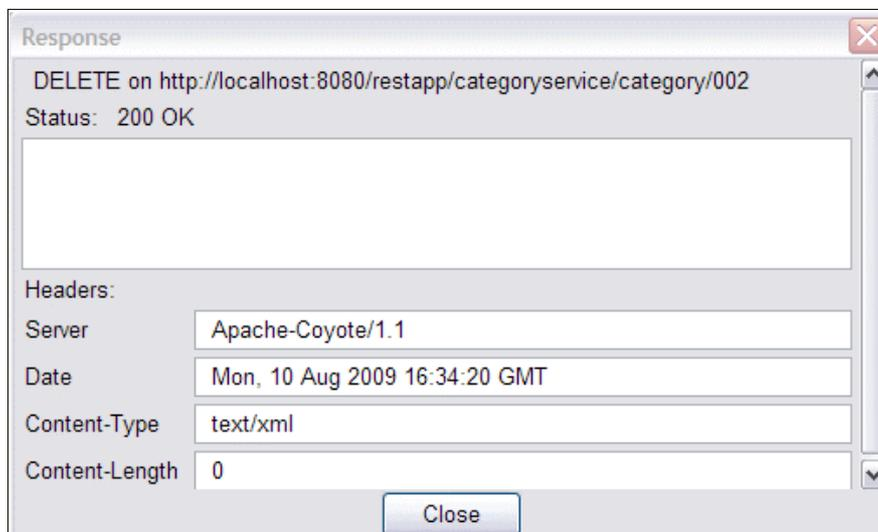 Response
DELETE on http://localhost:8080/restapp/categoryservice/category/002
Status: 200 OK
Headers:
Server Apache-Coyote/1.1
Date Mon, 10 Aug 2009 16:34:20 GMT
Content-Type text/xml
Content-Length 0
Close